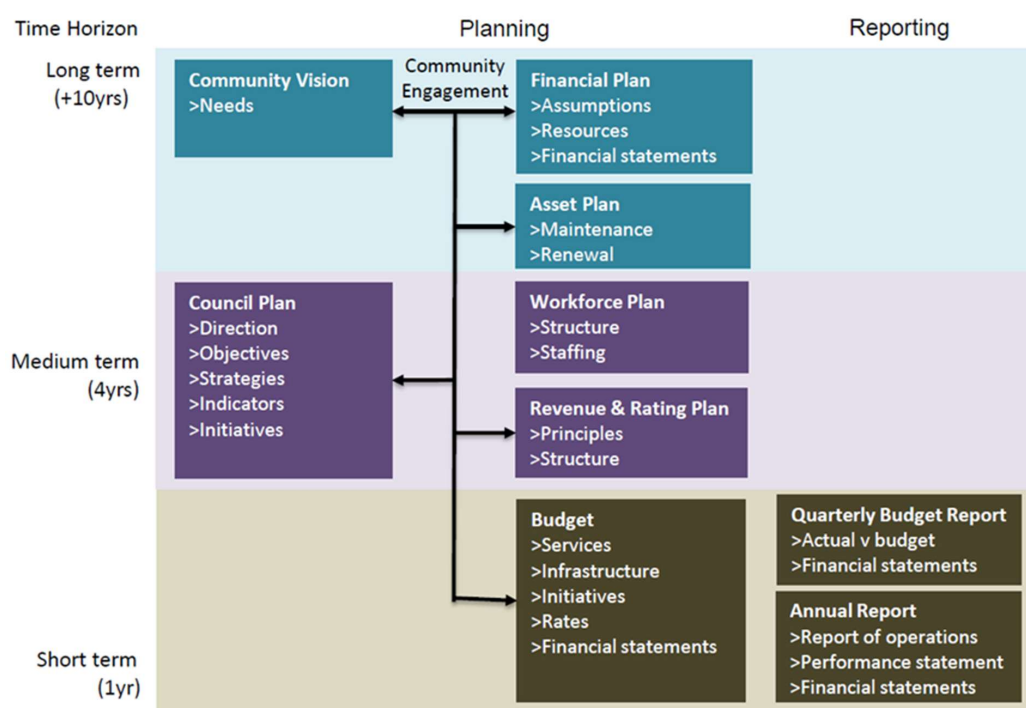 Time Horizon
Planning
Reporting
Long term
(+10yrs)
Community Vision
>Needs
Community
Engagement
Financial Plan
>Assumptions
>Resources
>Financial statements
Asset Plan
>Maintenance
>Renewal
Medium term
(4yrs)
Council Plan
>Direction
>Objectives
>Strategies
>Indicators
>Initiatives
Workforce Plan
>Structure
>Staffing
Revenue & Rating Plan
>Principles
>Structure
Short term
(1yr)
Budget
>Services
>Infrastructure
>Initiatives
>Rates
>Financial statements
Quarterly Budget Report
>Actual v budget
>Financial statements
Annual Report
>Report of operations
>Performance statement
>Financial statements